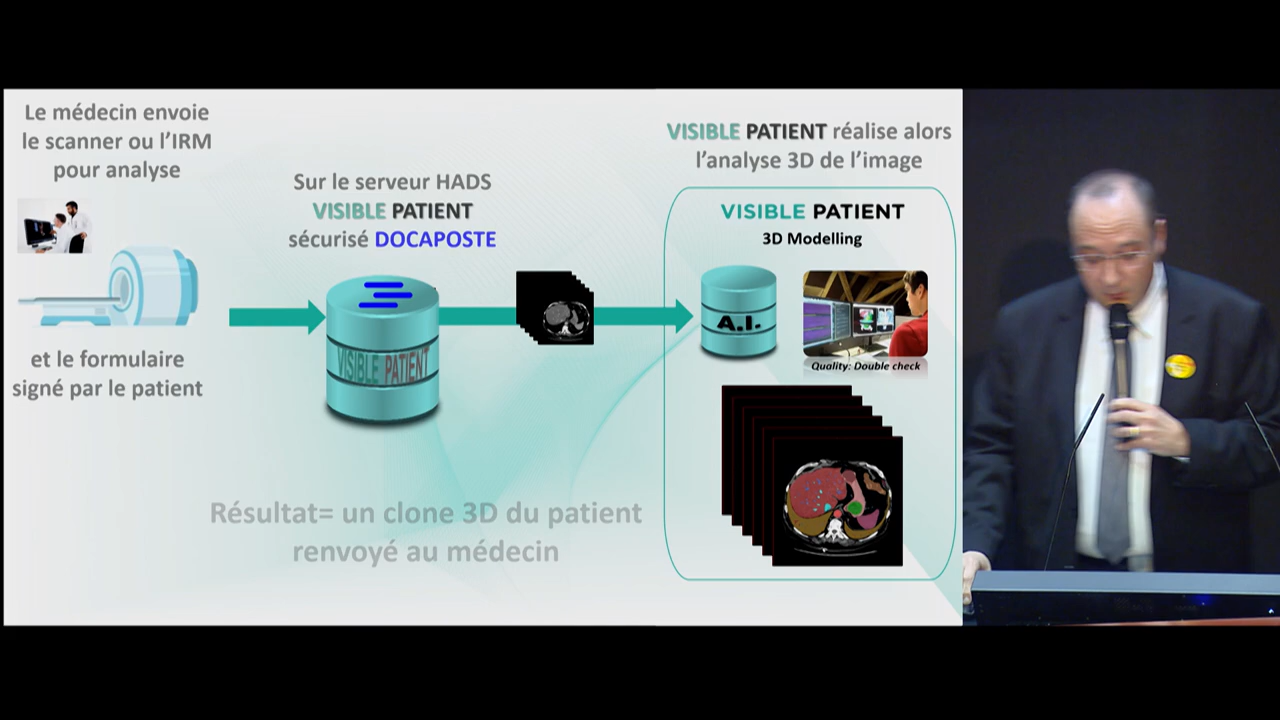 Le médecin envoie
le scanner ou l'IRM
pour analyse
et le formulaire
signé par le patient
Sur le serveur HADS
VISIBLE PATIENT
sécurisé DOCAPOSTE
VISIBLE PATIENT
VISIBLE PATIENT réalise alors
l'analyse 3D de l'image
VISIBLE PATIENT
3D Modelling
A.I.
Quality: Double check
Résultat= un clone 3D du patient
renvoyé au médecin